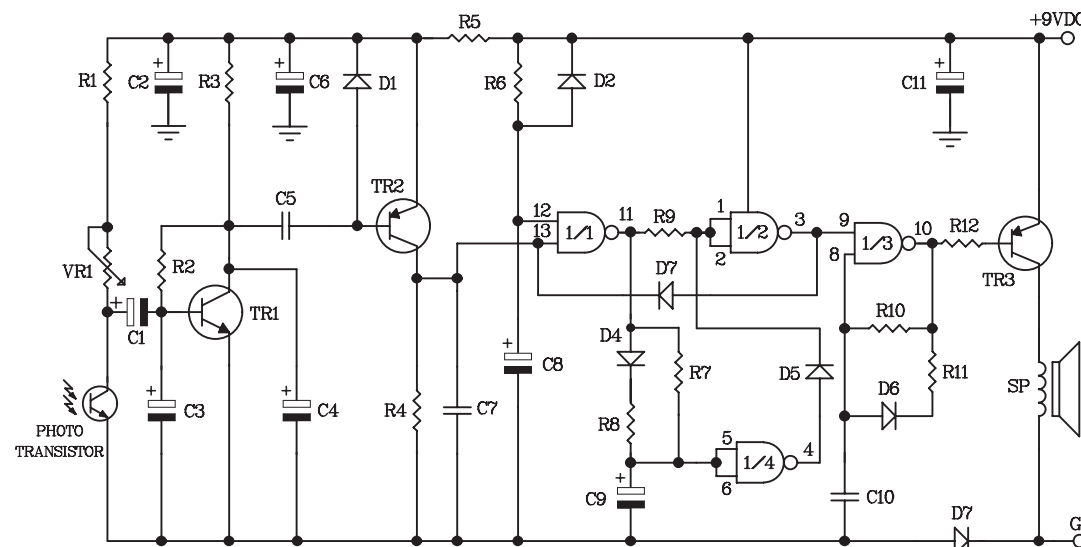 +9VDC
R5
R1
C2
R3
C6
D1
R6
D2
C11
TR2
C5
12
13
1/1
11
R9
1
2
1/2
3
9
8
1/3
10
R12
TR3
VR1
R2
TR1
D7
C1
R10
D4
R7
D5
R11
C8
D6
SP
C3
C4
R4
C7
R8
PHOTO
TRANSISTOR
5
6
1/4
4
C9
C10
D7
G